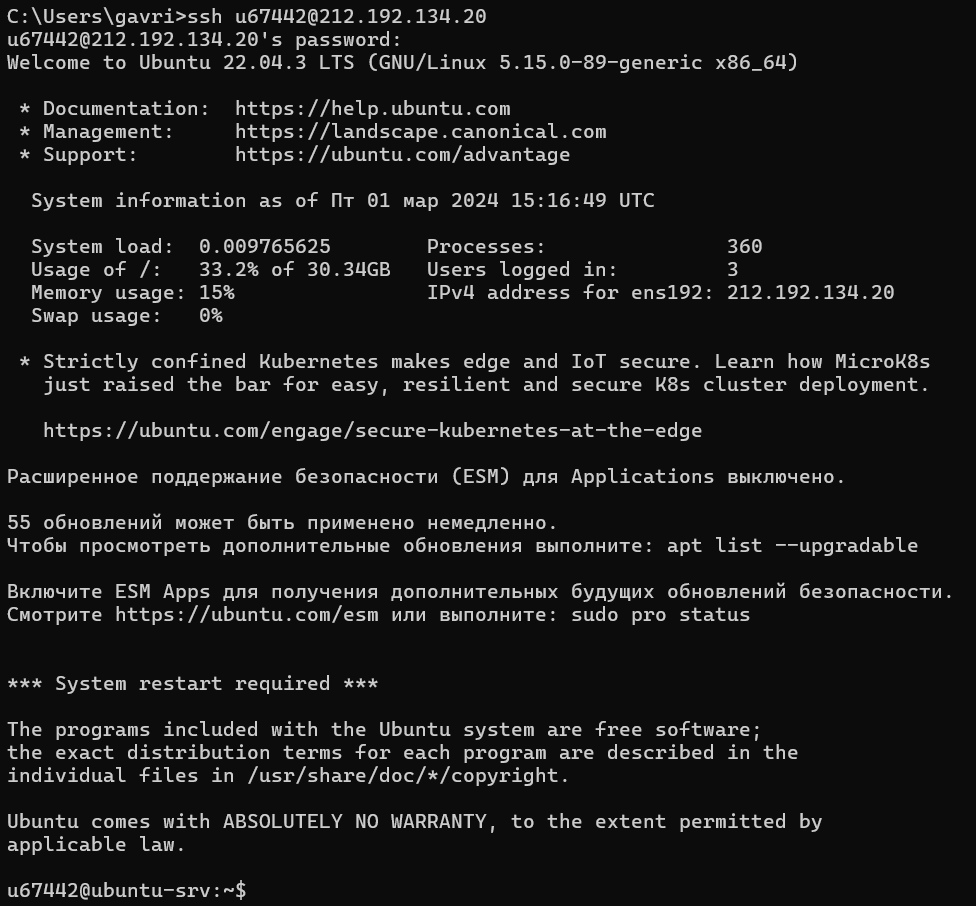 C:\Users\gavri>ssh u67442@212.192.134.20
u67442@212.192.134.20's password:
Welcome to Ubuntu 22.04.3 LTS (GNU/Linux 5.15.0-89-generic x86_64)

 * Documentation:  https://help.ubuntu.com
 * Management:     https://landscape.canonical.com
 * Support:        https://ubuntu.com/advantage

  System information as of Пт 01 мар 2024 15:16:49 UTC

  System load:  0.009765625        Processes:               360
  Usage of /:   33.2% of 30.34GB   Users logged in:         3
  Memory usage: 15%                IPv4 address for ens192: 212.192.134.20
  Swap usage:   0%

 * Strictly confined Kubernetes makes edge and IoT secure. Learn how MicroK8s
   just raised the bar for easy, resilient and secure K8s cluster deployment.

   https://ubuntu.com/engage/secure-kubernetes-at-the-edge

Расширенное поддержание безопасности (ESM) для Applications выключено.

55 обновлений может быть применено немедленно.
Чтобы просмотреть дополнительные обновления выполните: apt list --upgradable

Включите ESM Apps для получения дополнительных будущих обновлений безопасности.
Смотрите https://ubuntu.com/esm или выполните: sudo pro status


*** System restart required ***

The programs included with the Ubuntu system are free software;
the exact distribution terms for each program are described in the
individual files in /usr/share/doc/*/copyright.

Ubuntu comes with ABSOLUTELY NO WARRANTY, to the extent permitted by
applicable law.

u67442@ubuntu-srv:~$